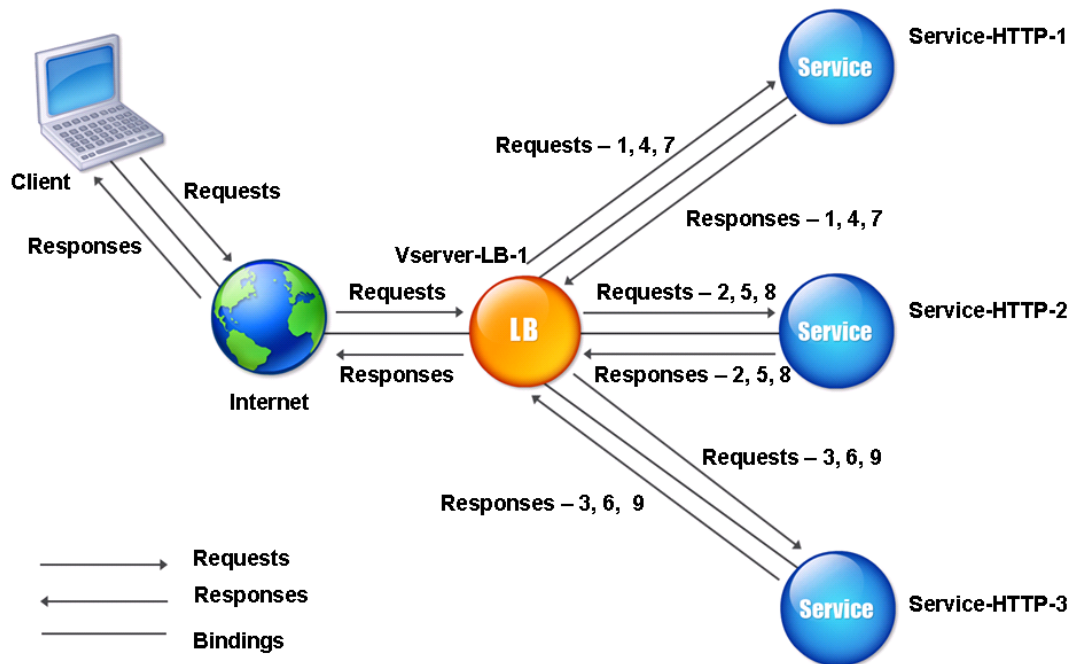 Service-HTTP-1
Service
Requests – 1, 4, 7
Client
Requests
Responses
Responses – 1, 4, 7
Vserver-LB-1
Requests
Requests – 2, 5, 8
Service-HTTP-2
LB
Service
Responses
Responses – 2, 5, 8
Internet
Requests – 3, 6, 9
Responses – 3, 6,  9
Requests
Responses
Service
Service-HTTP-3
Bindings